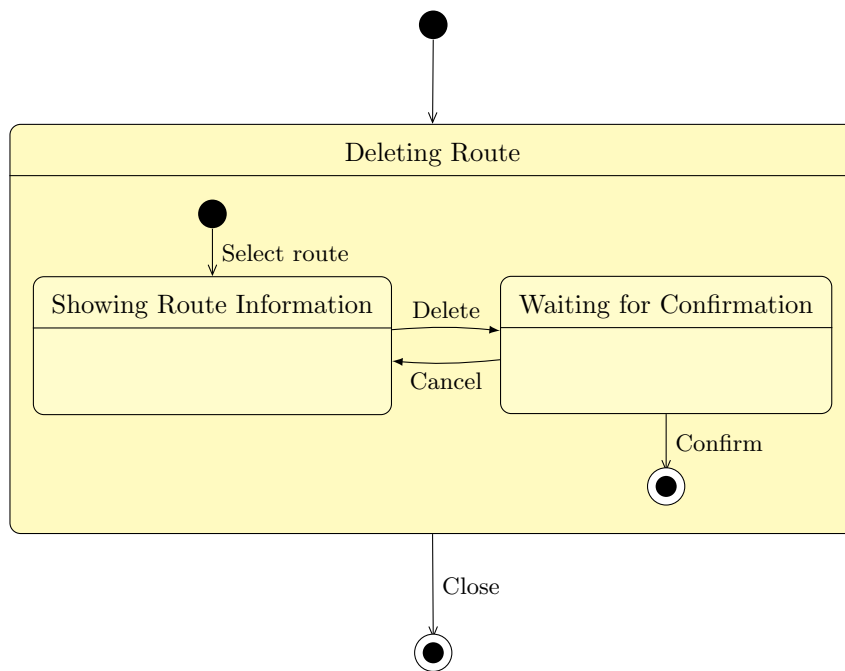 Deleting Route
Select route
Showing Route Information
Delete
Waiting for Confirmation
Cancel
Confirm
Close